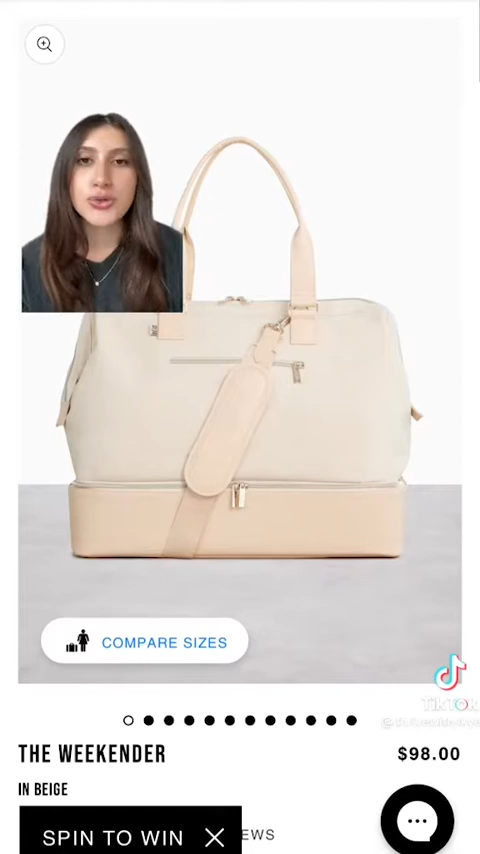 COMPARE SIZES
TikTok
THE WEEKENDER
$98.00
IN BEIGE
SPIN TO WIN
EWS